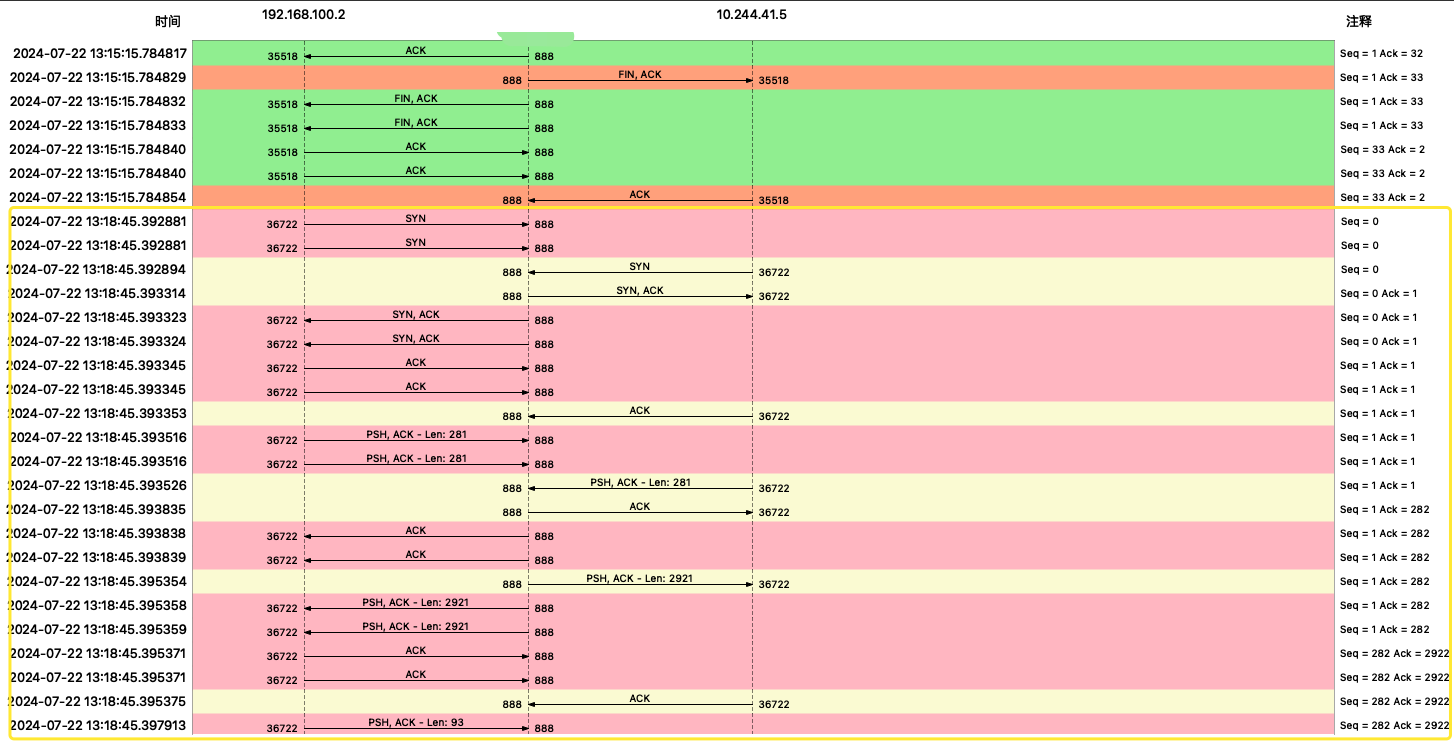 时间 192.168.100.2 10.244.41.5 注释
2024-07-22 13:15:15.784817 35518 ACK 888 Seq = 1 Ack = 32
2024-07-22 13:15:15.784829 888 FIN, ACK 35518 Seq = 1 Ack = 33
2024-07-22 13:15:15.784832 35518 FIN, ACK 888 Seq = 1 Ack = 33
2024-07-22 13:15:15.784833 35518 FIN, ACK 888 Seq = 1 Ack = 33
2024-07-22 13:15:15.784840 35518 ACK 888 Seq = 33 Ack = 2
2024-07-22 13:15:15.784840 35518 ACK 888 Seq = 33 Ack = 2
2024-07-22 13:15:15.784854 888 ACK 35518 Seq = 33 Ack = 2
2024-07-22 13:18:45.392881 36722 SYN 888 Seq = 0
2024-07-22 13:18:45.392881 36722 SYN 888 Seq = 0
2024-07-22 13:18:45.392894 888 SYN 36722 Seq = 0
2024-07-22 13:18:45.393314 888 SYN, ACK 36722 Seq = 0 Ack = 1
2024-07-22 13:18:45.393323 36722 SYN, ACK 888 Seq = 0 Ack = 1
2024-07-22 13:18:45.393324 36722 SYN, ACK 888 Seq = 0 Ack = 1
2024-07-22 13:18:45.393345 36722 ACK 888 Seq = 1 Ack = 1
2024-07-22 13:18:45.393345 36722 ACK 888 Seq = 1 Ack = 1
2024-07-22 13:18:45.393353 888 ACK 36722 Seq = 1 Ack = 1
2024-07-22 13:18:45.393516 36722 PSH, ACK - Len: 281 888 Seq = 1 Ack = 1
2024-07-22 13:18:45.393516 36722 PSH, ACK - Len: 281 888 Seq = 1 Ack = 1
2024-07-22 13:18:45.393526 888 PSH, ACK - Len: 281 36722 Seq = 1 Ack = 1
2024-07-22 13:18:45.393835 888 ACK 36722 Seq = 1 Ack = 282
2024-07-22 13:18:45.393838 36722 ACK 888 Seq = 1 Ack = 282
2024-07-22 13:18:45.393839 36722 ACK 888 Seq = 1 Ack = 282
2024-07-22 13:18:45.395354 888 PSH, ACK - Len: 2921 36722 Seq = 1 Ack = 282
2024-07-22 13:18:45.395358 36722 PSH, ACK - Len: 2921 888 Seq = 1 Ack = 282
2024-07-22 13:18:45.395359 36722 PSH, ACK - Len: 2921 888 Seq = 1 Ack = 282
2024-07-22 13:18:45.395371 36722 ACK 888 Seq = 282 Ack = 2922
2024-07-22 13:18:45.395371 36722 ACK 888 Seq = 282 Ack = 2922
2024-07-22 13:18:45.395375 888 ACK 36722 Seq = 282 Ack = 2922
2024-07-22 13:18:45.397913 36722 PSH, ACK - Len: 93 888 Seq = 282 Ack = 2922